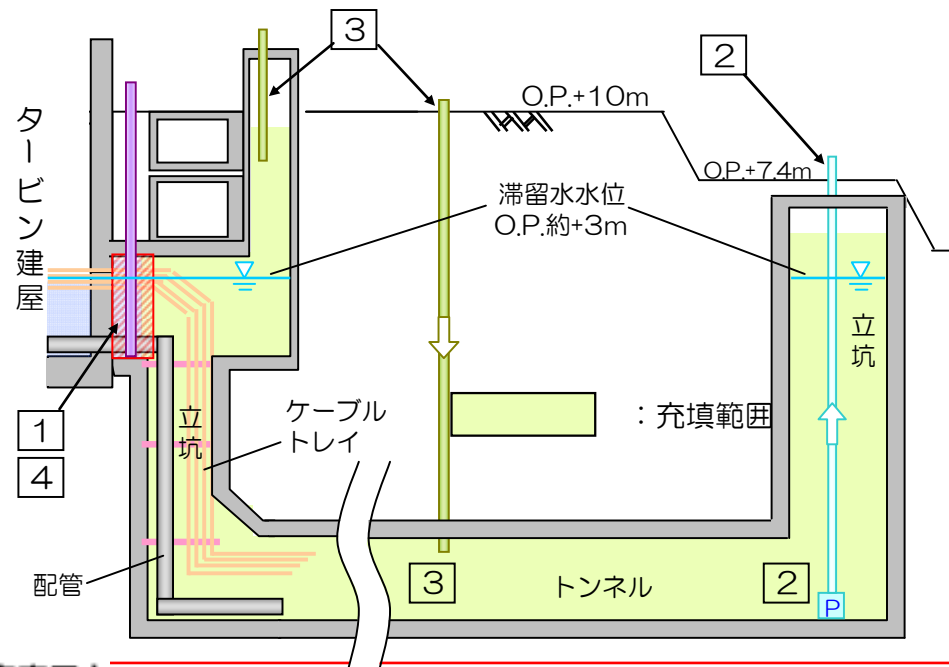 3
2
O.P.+10m
O.P.+7.4m
タービン建屋
滞留水水位
O.P.約+3m
立坑
1
4
立坑
ケーブル
トレイ
：充填範囲
配管
3
トンネル
2
P